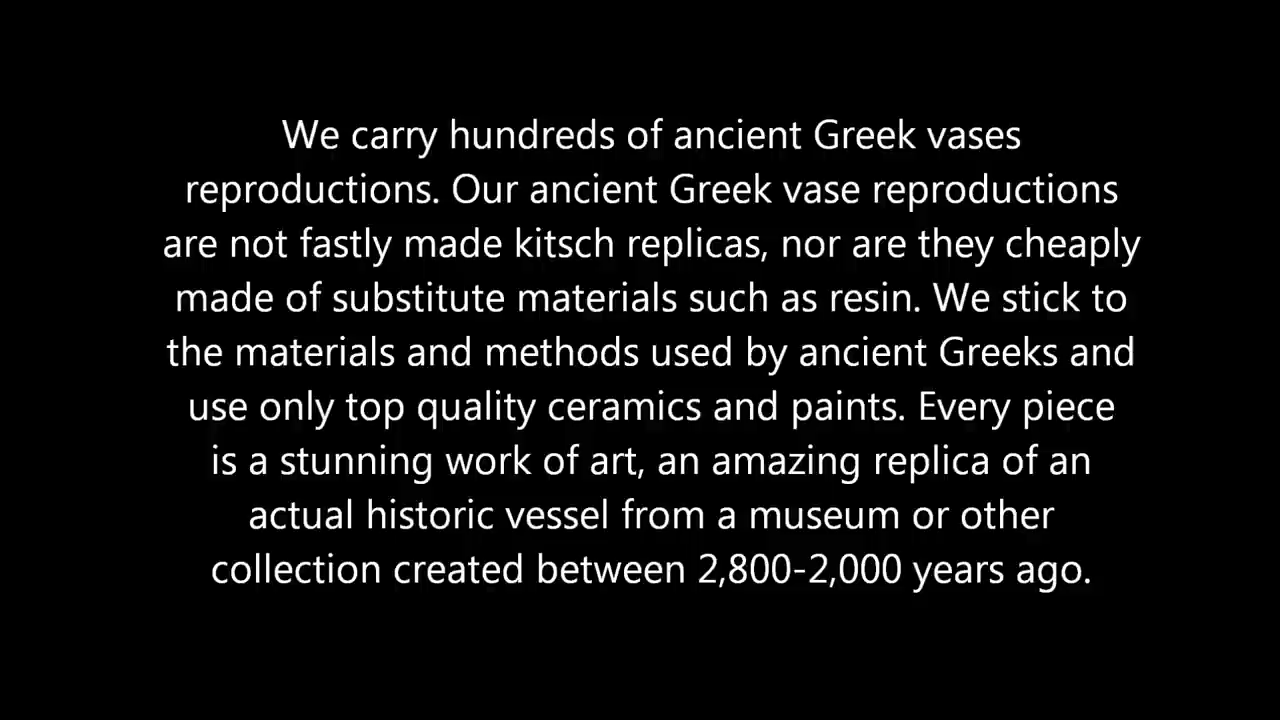 We carry hundreds of ancient Greek vases
reproductions. Our ancient Greek vase reproductions
are not fastly made kitsch replicas, nor are they cheaply
made of substitute materials such as resin. We stick to
the materials and methods used by ancient Greeks and
use only top quality ceramics and paints. Every piece
is a stunning work of art, an amazing replica of an
actual historic vessel from a museum or other
collection created between 2,800-2,000 years ago.